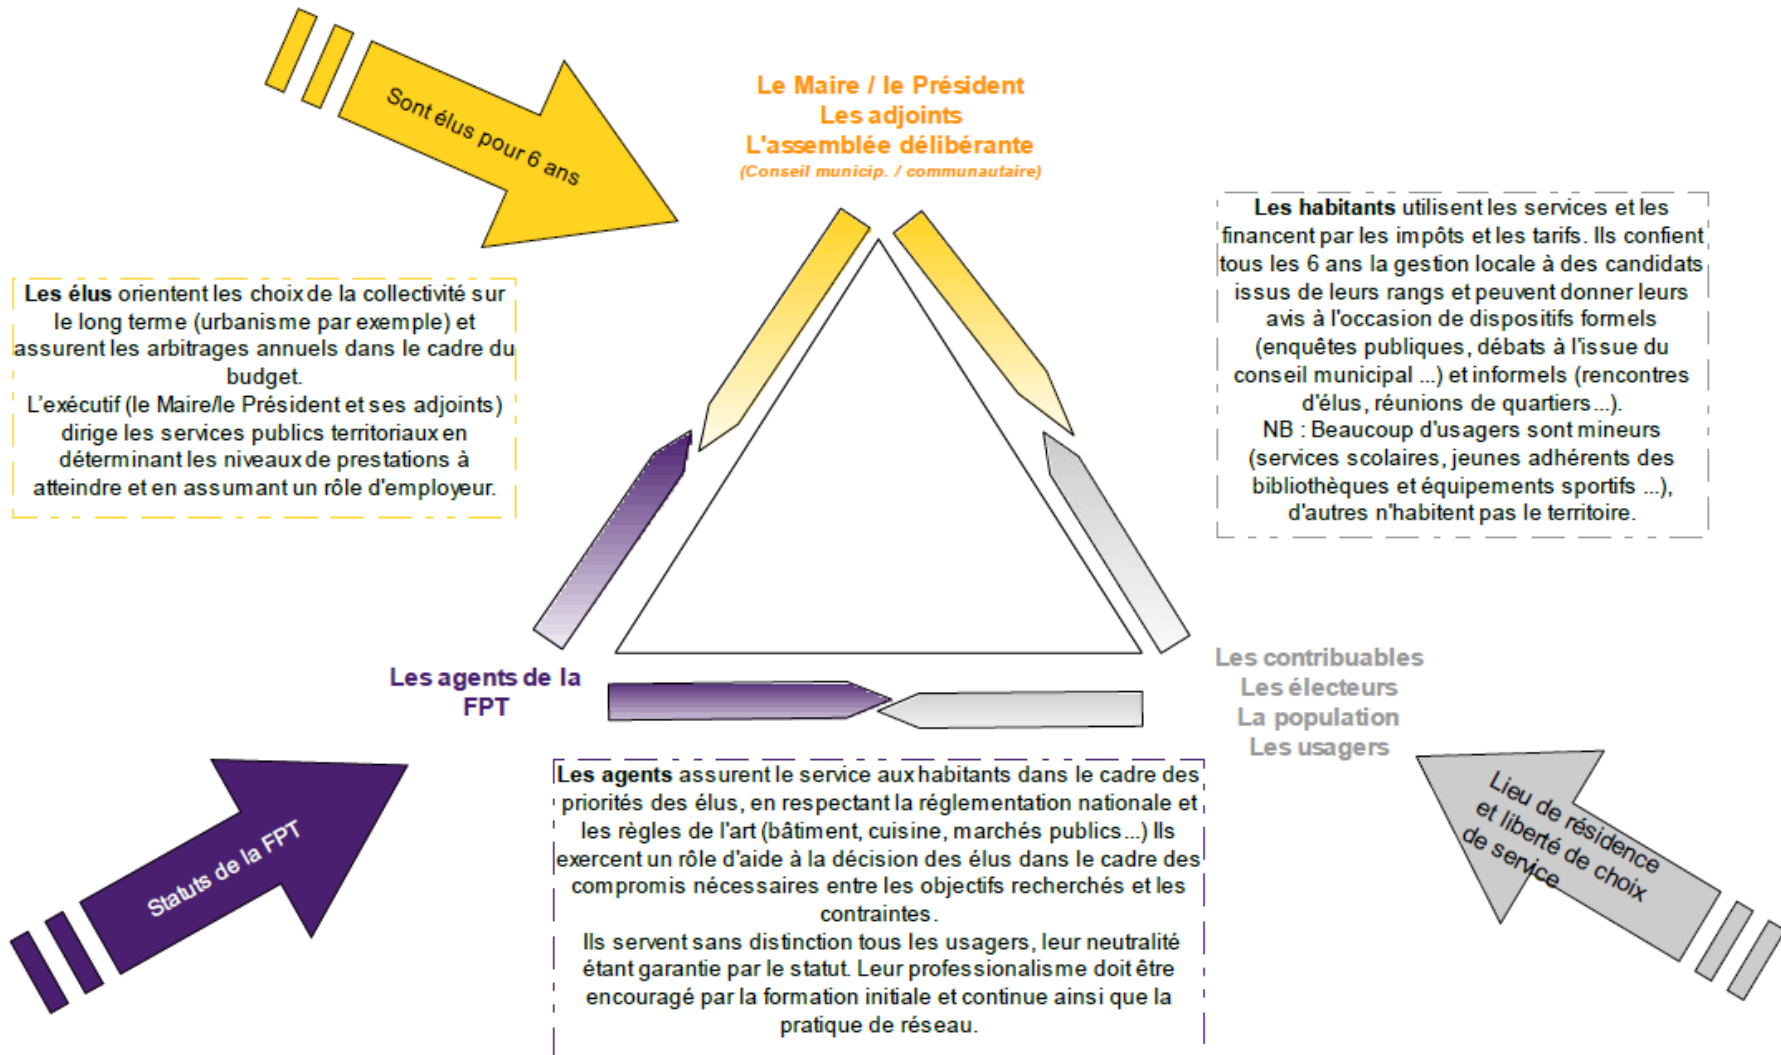 Sont élus pour 6 ans
Le Maire / le Président
Les adjoints
L'assemblée délibérante
(Conseil municip. / communautaire)
Les élus orientent les choix de la collectivité sur
le long terme (urbanisme par exemple) et
assurent les arbitrages annuels dans le cadre du
budget.
L'exécutif (le Maire/le Président et ses adjoints)
dirige les services publics territoriaux en
déterminant les niveaux de prestations à
atteindre et en assumant un rôle d'employeur.
Les habitants utilisent les services et les
financent par les impôts et les tarifs. Ils confient
tous les 6 ans la gestion locale à des candidats
issus de leurs rangs et peuvent donner leurs
avis à l'occasion de dispositifs formels
(enquêtes publiques, débats à l'issue du
conseil municipal ...) et informels (rencontres
d'élus, réunions de quartiers...).
NB : Beaucoup d'usagers sont mineurs
(services scolaires, jeunes adhérents des
bibliothèques et équipements sportifs ...),
d'autres n'habitent pas le territoire.
Les agents de la
FPT
Les contribuables
Les électeurs
La population
Les usagers
Statuts de la FPT
Les agents assurent le service aux habitants dans le cadre des
priorités des élus, en respectant la réglementation nationale et
les règles de l'art (bâtiment, cuisine, marchés publics...) Ils
exercent un rôle d'aide à la décision des élus dans le cadre des
compromis nécessaires entre les objectifs recherchés et les
contraintes.
Ils servent sans distinction tous les usagers, leur neutralité
étant garantie par le statut. Leur professionalisme doit être
encouragé par la formation initiale et continue ainsi que la
pratique de réseau.
Lieu de résidence
et liberté de choix
de service